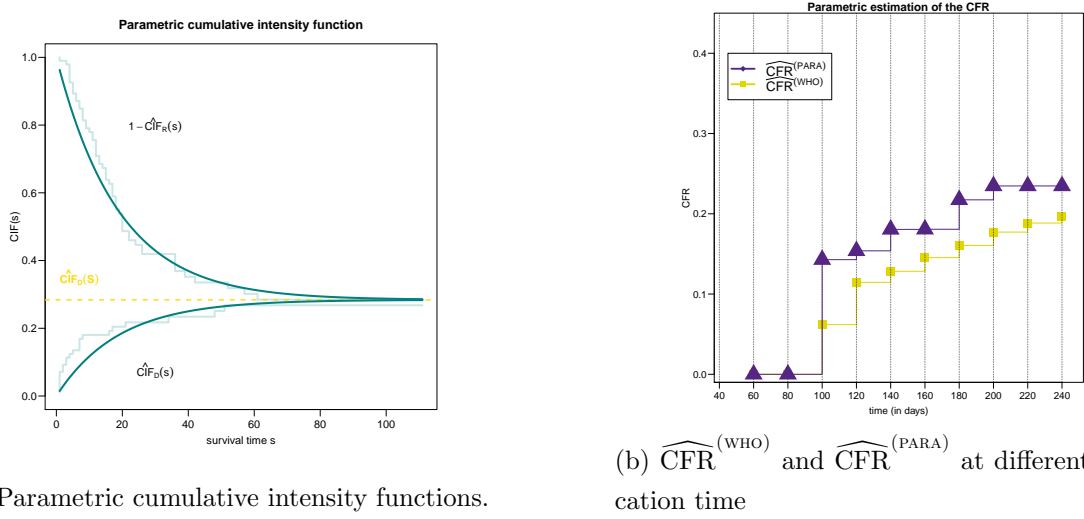 Parametric cumulative intensity function
CIF(s)
1.0
0.8
0.6
0.4
0.2
0.0
1−CÎF_R(s)
CÎF_D(S)
CÎF_D(s)
0 20 40 60 80 100
survival time s
Parametric cumulative intensity functions.
Parametric estimation of the CFR
CFR
0.4
0.3
0.2
0.1
0.0
CFR^(PARA)
CFR^(WHO)
40 60 80 100 120 140 160 180 200 220 240
time (in days)
(b) CFR^(WHO) and CFR^(PARA) at different
cation time